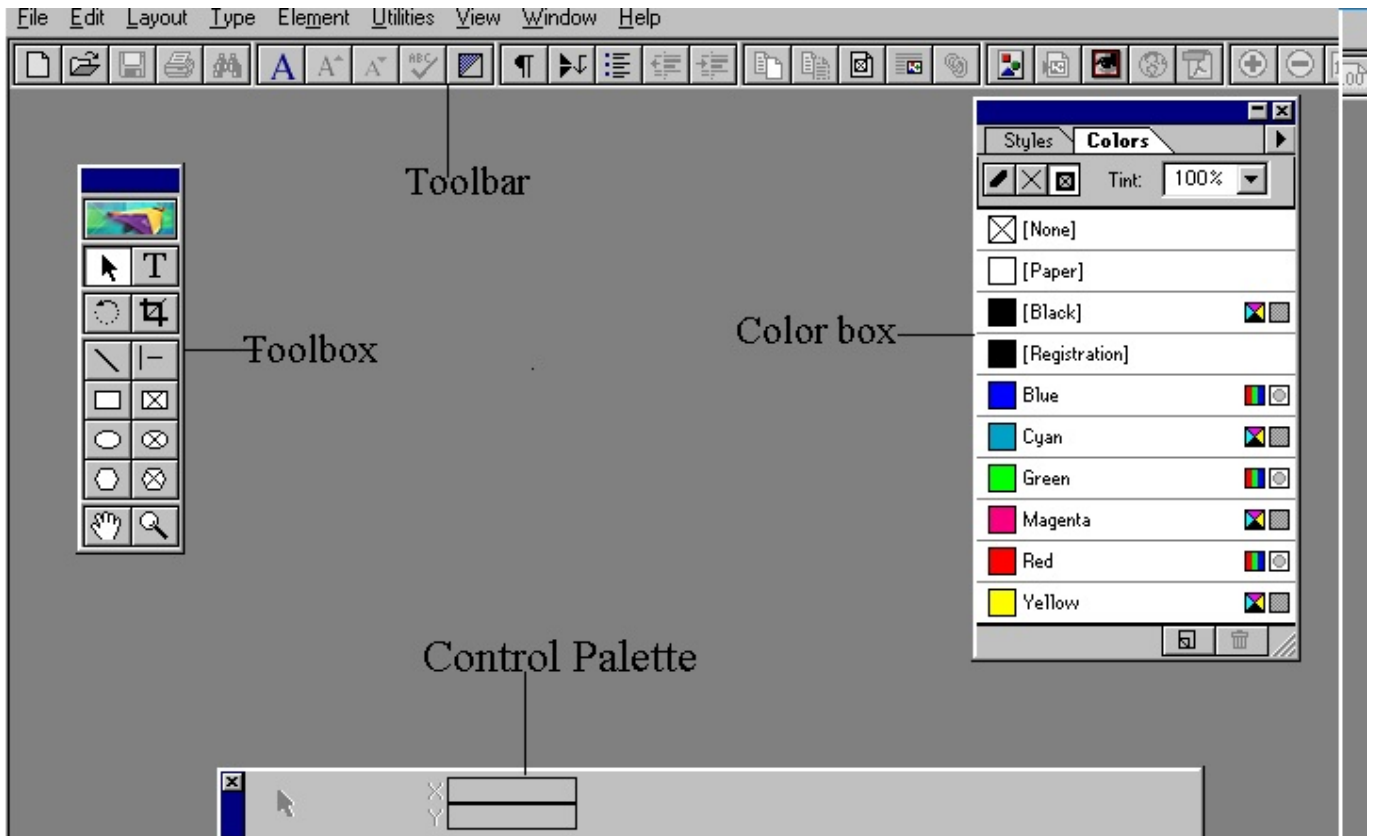 File Edit Layout Type Element Utilities View Window Help
A A A ABC
Toolbar
Styles Colors
Tint: 100%
T
[None]
[Paper]
[Black]
Color box
[Registration]
Toolbox
Blue
Cyan
Green
Magenta
Red
Yellow
Control Palette
X
Y